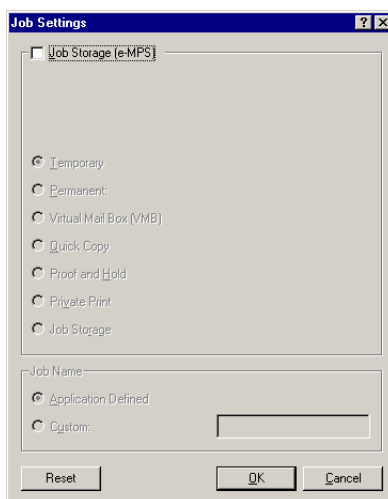 Job Settings
Job Storage (e-MPS)
Temporary
Permanent:
Virtual Mail Box (VMB)
Quick Copy
Proof and Hold
Private Print
Job Storage
Job Name
Application Defined
Custom:
Reset OK Cancel